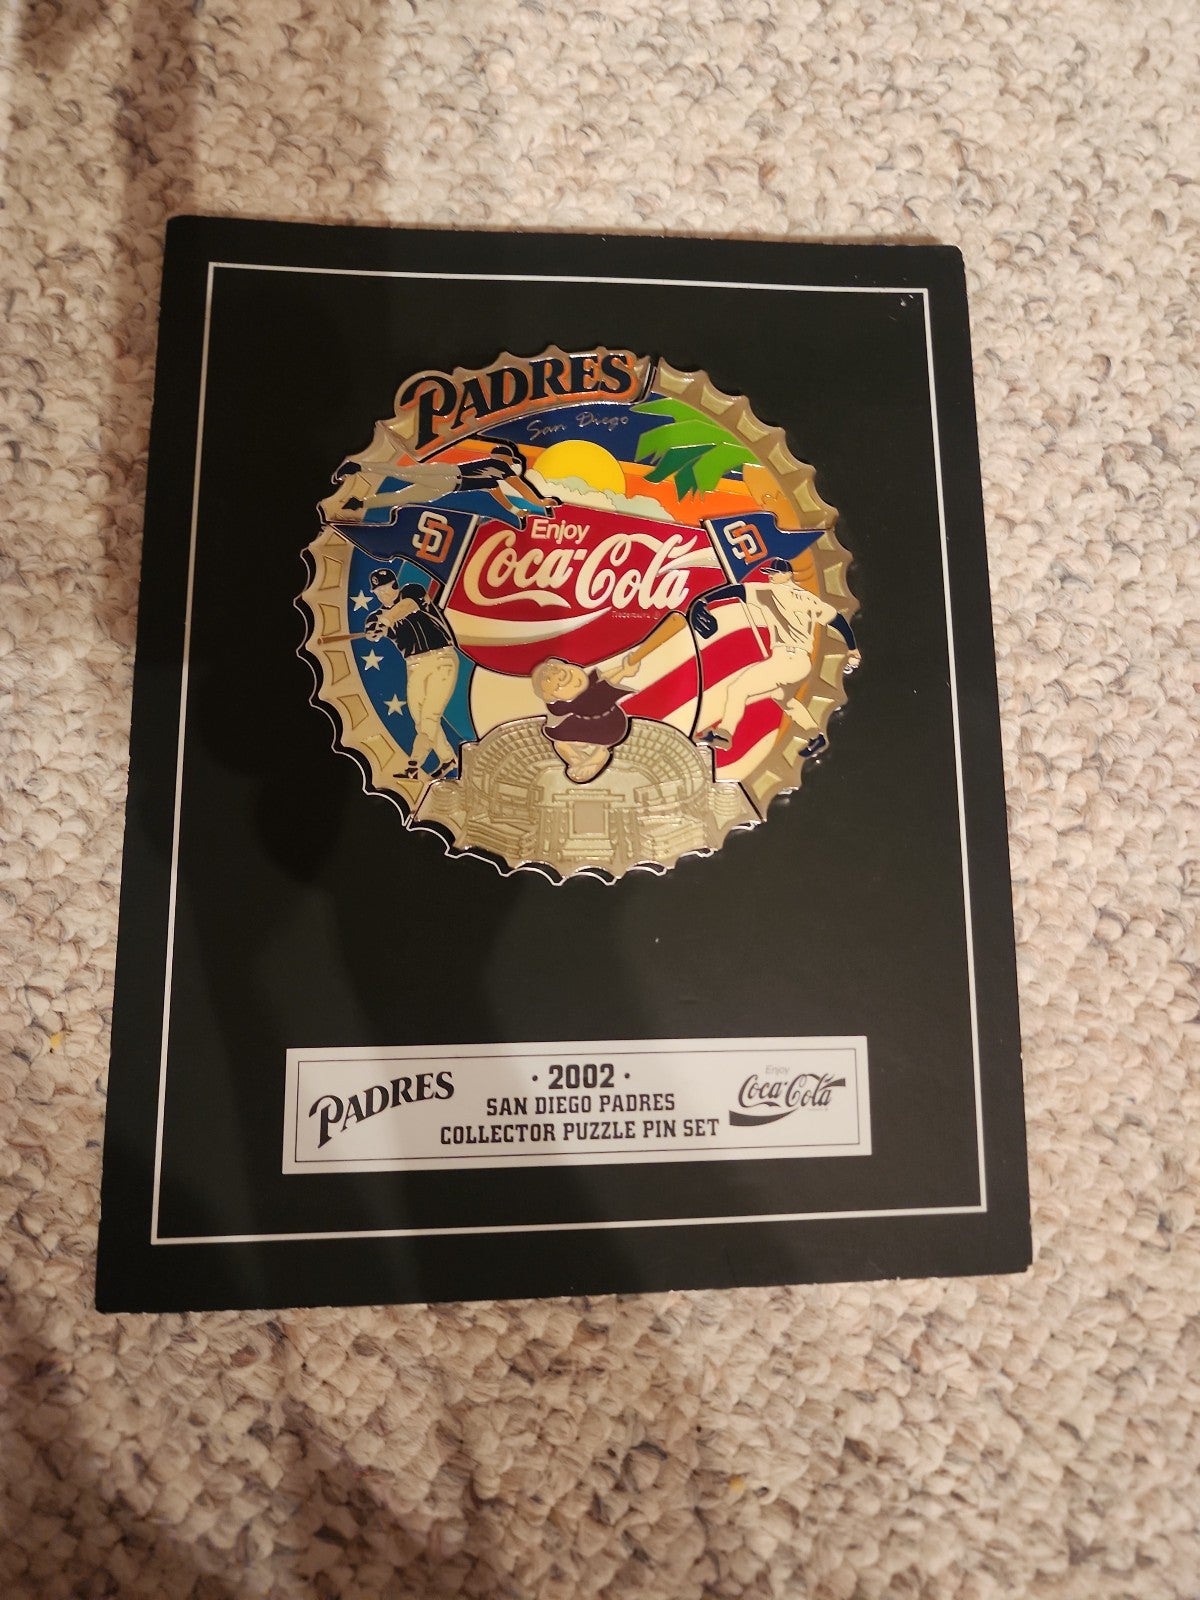 PADRES
San Diego
SD
SD
Enjoy
Coca-Cola
Trademark ®
PADRES
· 2002 ·
SAN DIEGO PADRES
COLLECTOR PUZZLE PIN SET
Enjoy
Coca-Cola